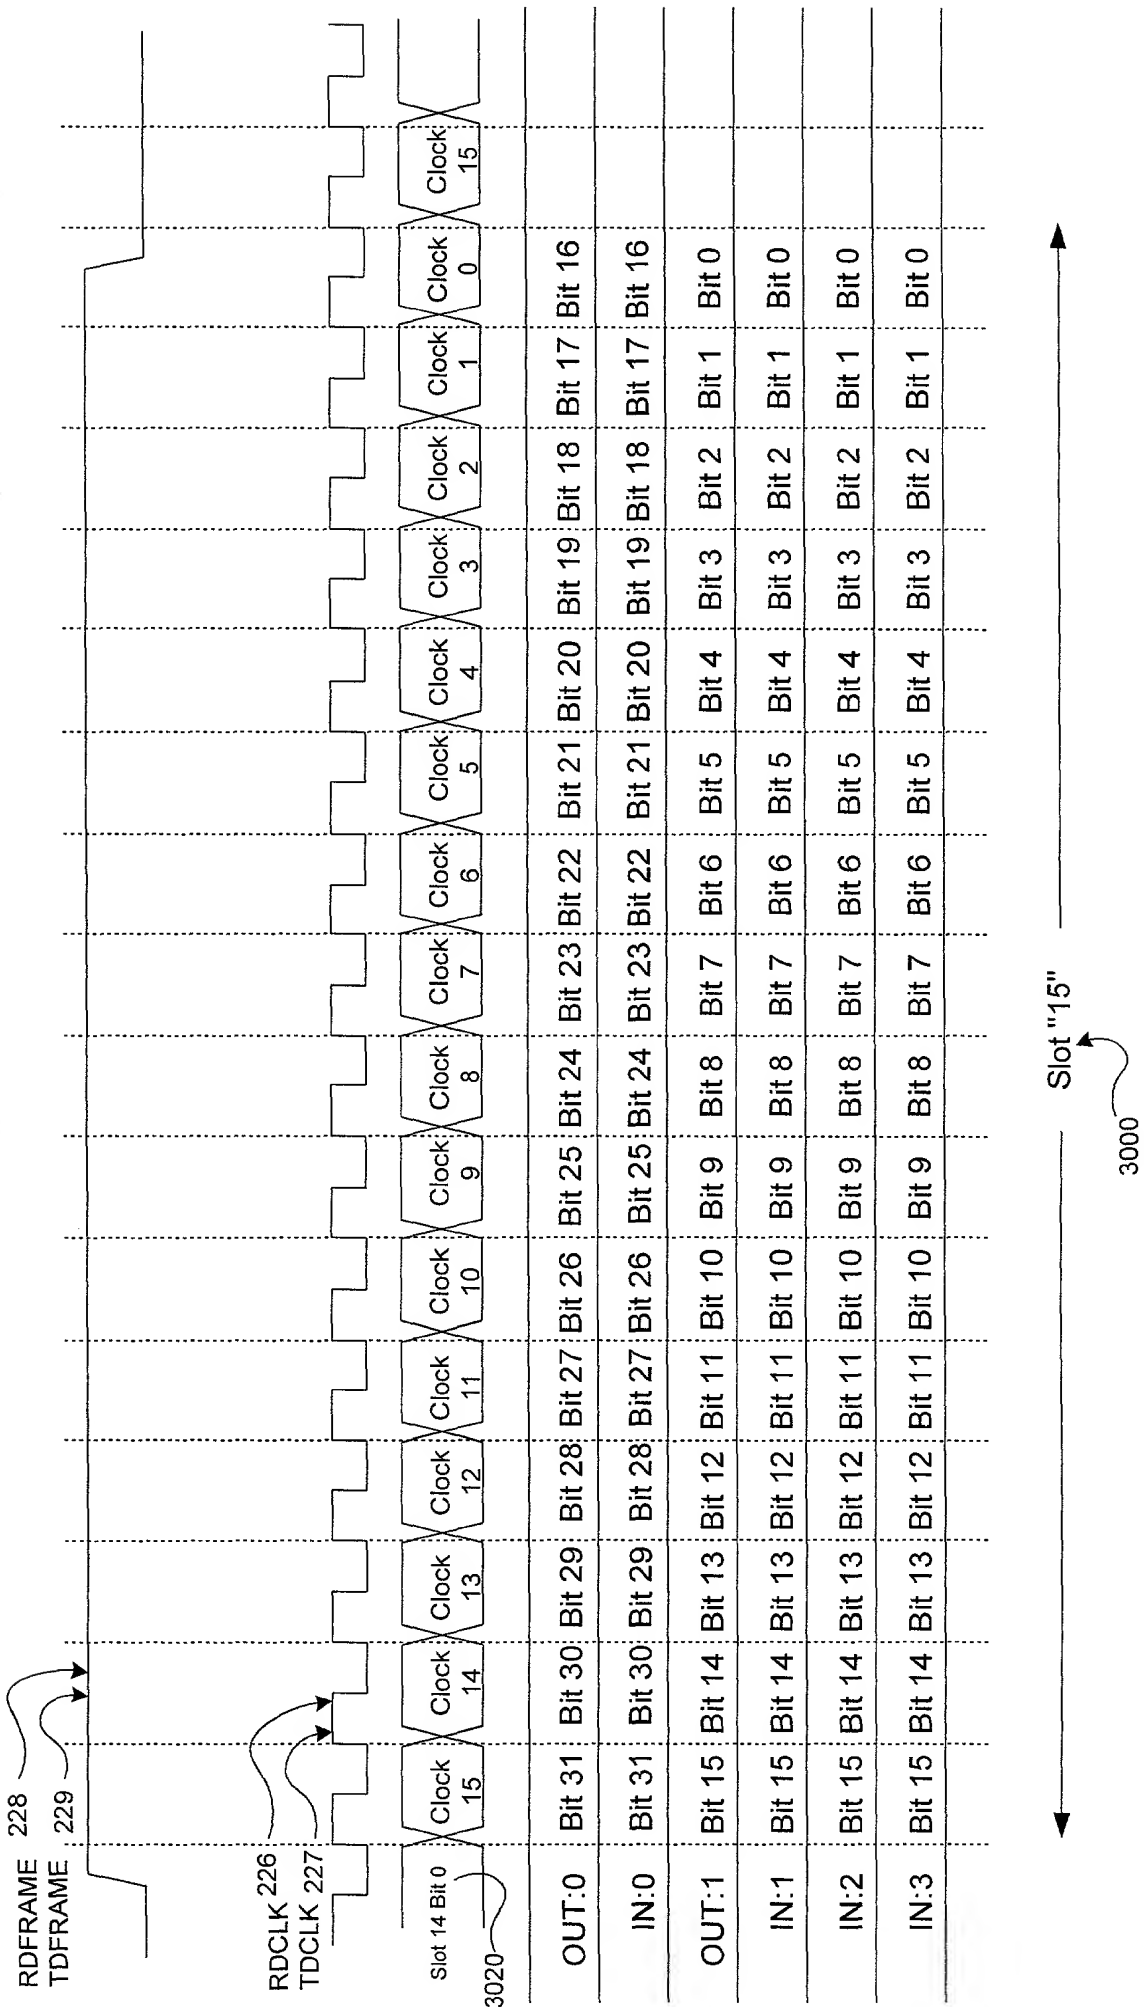 RDFRAME 228
TDFRAME 229
RDCLK 226
TDCLK 227
Slot 14 Bit 0 Clock 15 Clock 14 Clock 13 Clock 12 Clock 11 Clock 10 Clock 9 Clock 8 Clock 7 Clock 6 Clock 5 Clock 4 Clock 3 Clock 2 Clock 1 Clock 0 Clock 15
3020
OUT:0 Bit 31 Bit 30 Bit 29 Bit 28 Bit 27 Bit 26 Bit 25 Bit 24 Bit 23 Bit 22 Bit 21 Bit 20 Bit 19 Bit 18 Bit 17 Bit 16
IN:0 Bit 31 Bit 30 Bit 29 Bit 28 Bit 27 Bit 26 Bit 25 Bit 24 Bit 23 Bit 22 Bit 21 Bit 20 Bit 19 Bit 18 Bit 17 Bit 16
OUT:1 Bit 15 Bit 14 Bit 13 Bit 12 Bit 11 Bit 10 Bit 9 Bit 8 Bit 7 Bit 6 Bit 5 Bit 4 Bit 3 Bit 2 Bit 1 Bit 0
IN:1 Bit 15 Bit 14 Bit 13 Bit 12 Bit 11 Bit 10 Bit 9 Bit 8 Bit 7 Bit 6 Bit 5 Bit 4 Bit 3 Bit 2 Bit 1 Bit 0
IN:2 Bit 15 Bit 14 Bit 13 Bit 12 Bit 11 Bit 10 Bit 9 Bit 8 Bit 7 Bit 6 Bit 5 Bit 4 Bit 3 Bit 2 Bit 1 Bit 0
IN:3 Bit 15 Bit 14 Bit 13 Bit 12 Bit 11 Bit 10 Bit 9 Bit 8 Bit 7 Bit 6 Bit 5 Bit 4 Bit 3 Bit 2 Bit 1 Bit 0
Slot "15"
3000